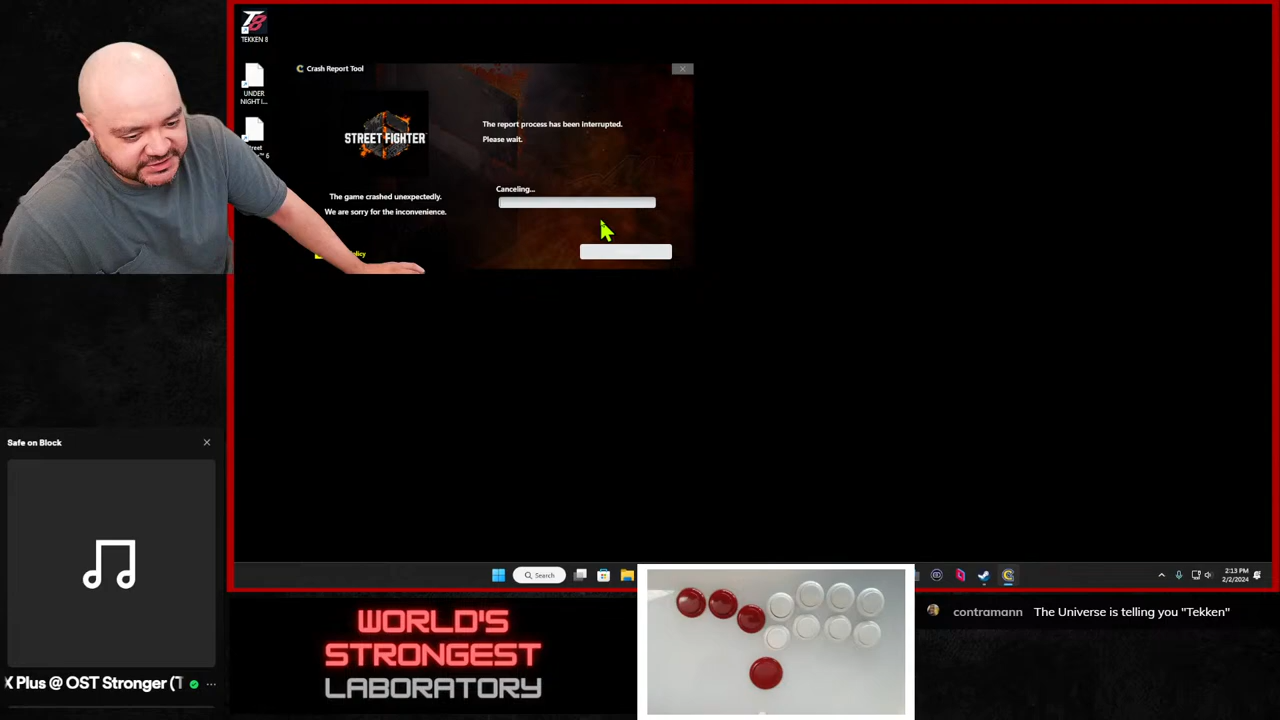 TEKKEN 8
UNDER
NIGHT I...
6
Crash Report Tool
STREET FIGHTER
The game crashed unexpectedly.
We are sorry for the inconvenience.
The report process has been interrupted.
Please wait.
Canceling...
Safe on Block
X Plus @ OST Stronger (T
Search
2:13 PM
2/2/2024
WORLD'S
STRONGEST
LABORATORY
contramann The Universe is telling you "Tekken"